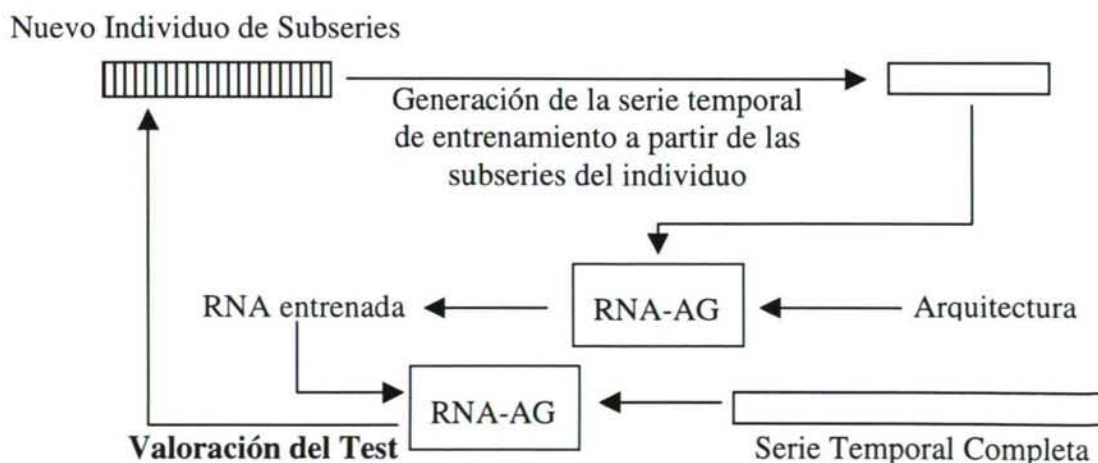 Nuevo Individuo de Subseries
Generación de la serie temporal
de entrenamiento a partir de las
subseries del individuo
RNA entrenada
RNA-AG
Arquitectura
RNA-AG
Valoración del Test
Serie Temporal Completa